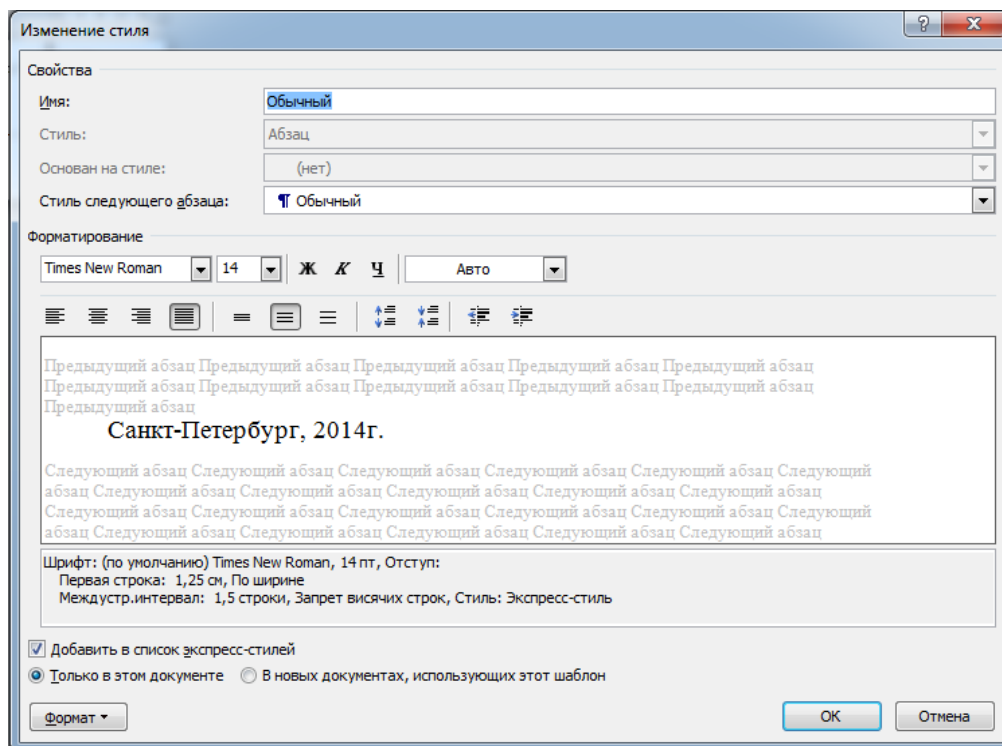 Изменение стиля
Свойства
Имя: Обычный
Стиль: Абзац
Основан на стиле: (нет)
Стиль следующего абзаца: ¶ Обычный
Форматирование
Times New Roman 14 Ж К Ч Авто
Предыдущий абзац Предыдущий абзац Предыдущий абзац Предыдущий абзац Предыдущий абзац
Предыдущий абзац Предыдущий абзац Предыдущий абзац Предыдущий абзац Предыдущий абзац
Предыдущий абзац
Санкт-Петербург, 2014г.
Следующий абзац Следующий абзац Следующий абзац Следующий абзац Следующий абзац Следующий
абзац Следующий абзац Следующий абзац Следующий абзац Следующий абзац Следующий абзац
Следующий абзац Следующий абзац Следующий абзац Следующий абзац Следующий абзац Следующий
абзац Следующий абзац Следующий абзац Следующий абзац Следующий абзац Следующий абзац
Шрифт: (по умолчанию) Times New Roman, 14 пт, Отступ:
Первая строка: 1,25 см, По ширине
Междустр.интервал: 1,5 строки, Запрет висячих строк, Стиль: Экспресс-стиль
Добавить в список экспресс-стилей
Только в этом документе В новых документах, использующих этот шаблон
Формат OK Отмена